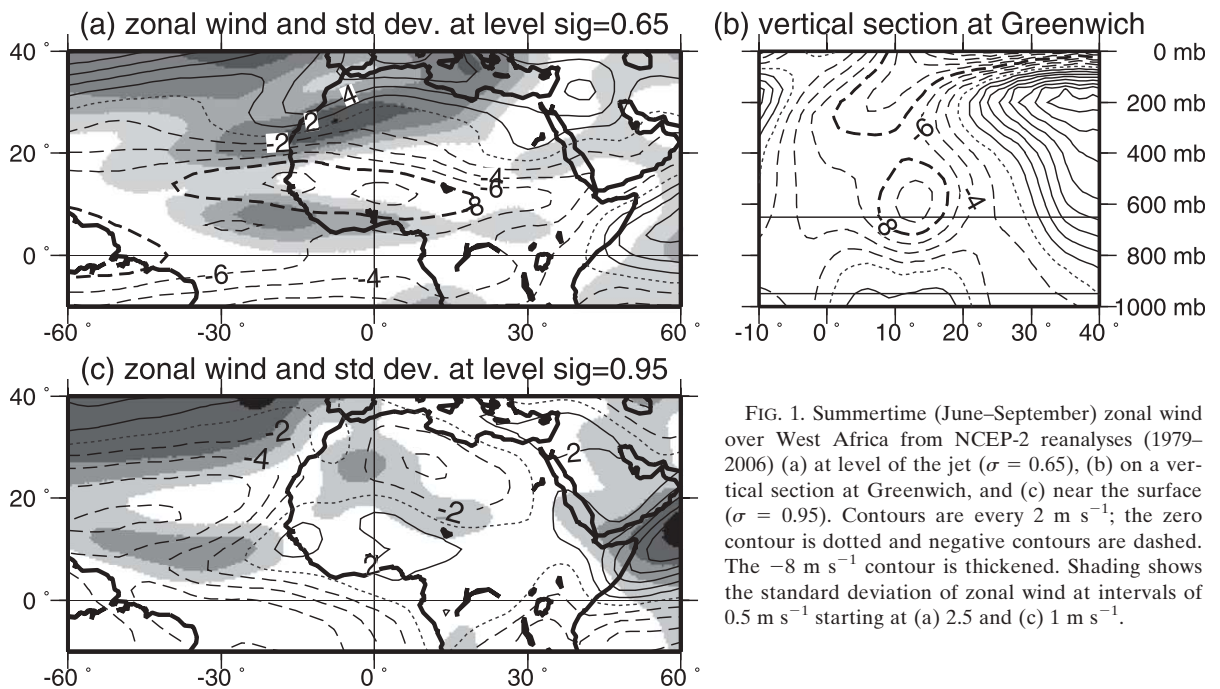 (a) zonal wind and std dev. at level sig=0.65
40°
20°
0°
-60° -30° 0° 30° 60°
4
2
-2
-4
-6
8
-6
-4
(b) vertical section at Greenwich
0 mb
200 mb
400 mb
600 mb
800 mb
1000 mb
-10° 0° 10° 20° 30° 40°
6
4
8
(c) zonal wind and std dev. at level sig=0.95
40°
20°
0°
-60° -30° 0° 30° 60°
-2
-4
-2
2
2
FIG. 1. Summertime (June–September) zonal wind
over West Africa from NCEP-2 reanalyses (1979–
2006) (a) at level of the jet (σ = 0.65), (b) on a ver-
tical section at Greenwich, and (c) near the surface
(σ = 0.95). Contours are every 2 m s⁻¹; the zero
contour is dotted and negative contours are dashed.
The −8 m s⁻¹ contour is thickened. Shading shows
the standard deviation of zonal wind at intervals of
0.5 m s⁻¹ starting at (a) 2.5 and (c) 1 m s⁻¹.